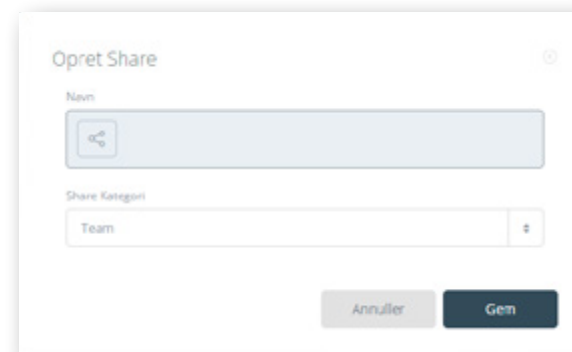 Opret Share
Navn
Share Kategori
Team
Annuller
Gem